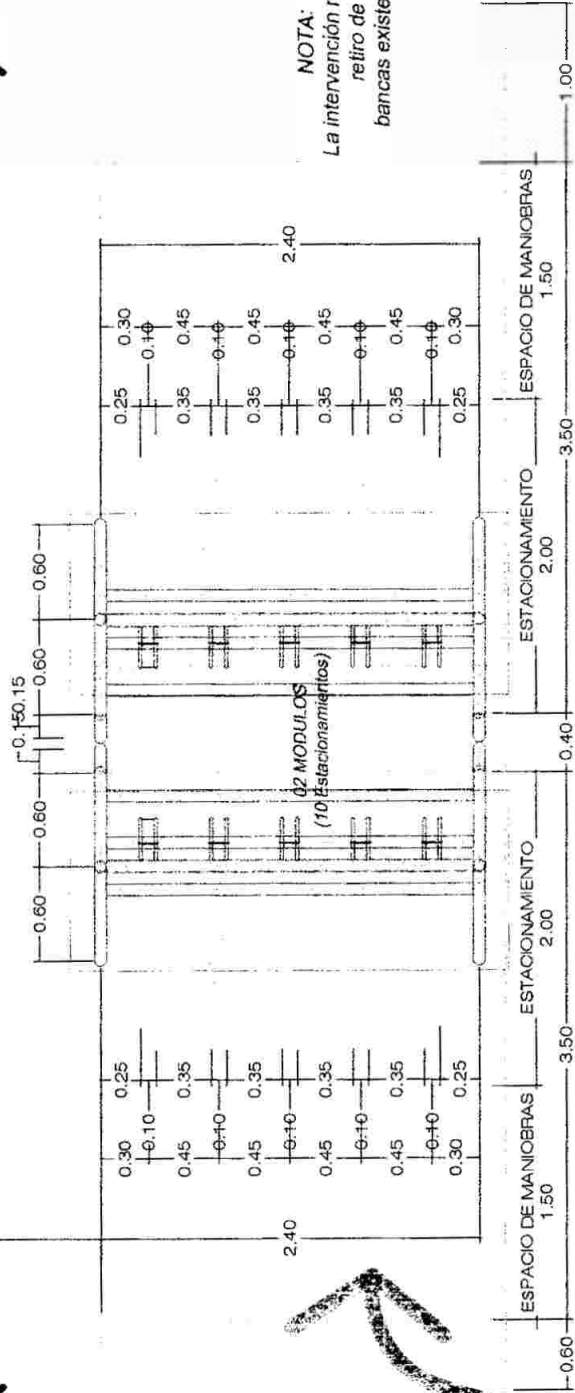 NOTA:
La intervención r
retiro de
bancas existe
0.15 0.15
0.60 0.60 0.60 0.60
2.40
0.30 0.45 0.45 0.45 0.45 0.30
0.10 0.10 0.10 0.10 0.10
0.25 0.35 0.35 0.35 0.35 0.25
02 MODULOS
(10 Estacionamientos)
0.25 0.35 0.35 0.35 0.35 0.25
0.10 0.10 0.10 0.10 0.10
0.30 0.45 0.45 0.45 0.45 0.30
2.40
ESPACIO DE MANIOBRAS ESTACIONAMIENTO ESTACIONAMIENTO ESPACIO DE MANIOBRAS
1.50 2.00 2.00 1.50
0.60 3.50 0.40 3.50 1.00